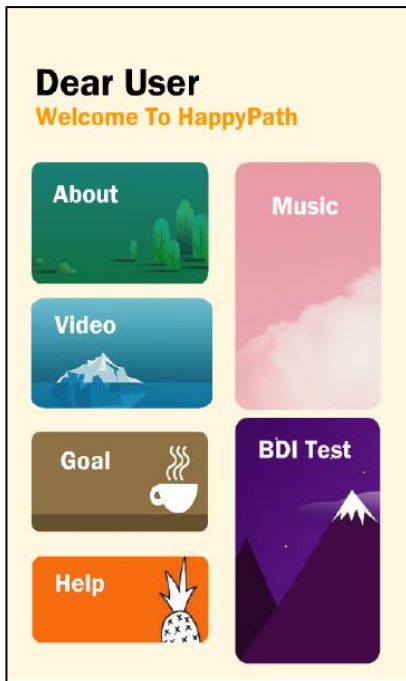 Dear User
Welcome To HappyPath
About
Music
Video
Goal
BDI Test
Help